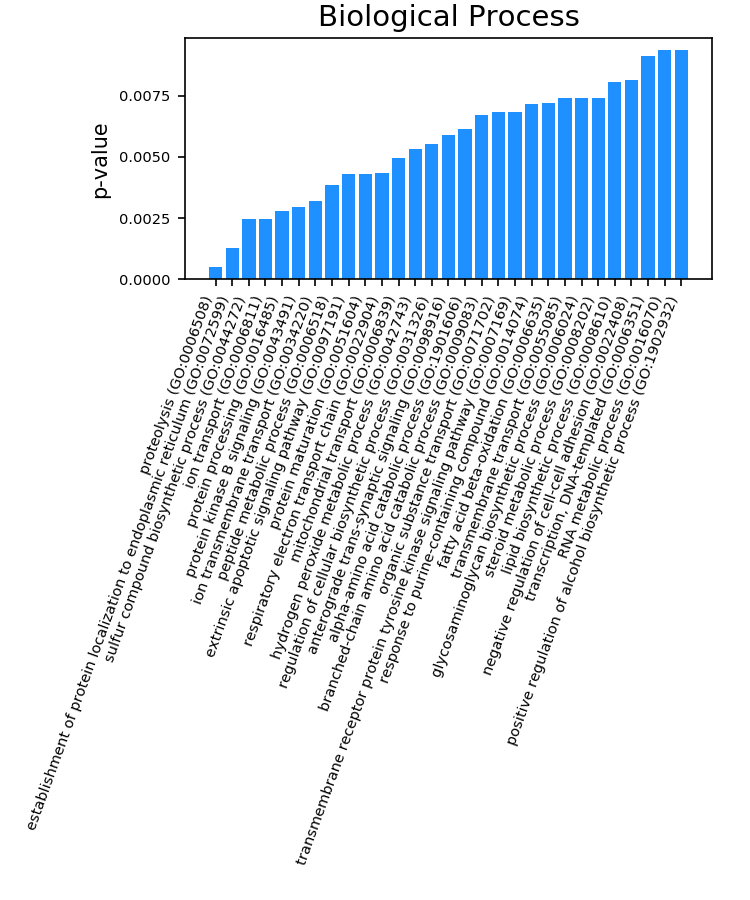 Biological Process
p-value
0.0075
0.0050
0.0025
0.0000
proteolysis (GO:0006508)
establishment of protein localization to endoplasmic reticulum (GO:0072599)
sulfur compound biosynthetic process (GO:0044272)
ion transport (GO:0006811)
protein processing (GO:0016485)
protein kinase B signaling (GO:0043491)
ion transmembrane transport (GO:0034220)
peptide metabolic process (GO:0006518)
extrinsic apoptotic signaling pathway (GO:0097191)
protein maturation (GO:0051604)
respiratory electron transport chain (GO:0022904)
mitochondrial transport (GO:0006839)
hydrogen peroxide metabolic process (GO:0042743)
regulation of cellular biosynthetic process (GO:0031326)
anterograde trans-synaptic signaling (GO:0098916)
alpha-amino acid catabolic process (GO:1901606)
branched-chain amino acid catabolic process (GO:0009083)
organic substance transport (GO:0071702)
transmembrane receptor protein tyrosine kinase signaling pathway (GO:0007169)
response to purine-containing compound (GO:0014074)
fatty acid beta-oxidation (GO:0006635)
transmembrane transport (GO:0055085)
glycosaminoglycan biosynthetic process (GO:0006024)
steroid metabolic process (GO:0008202)
lipid biosynthetic process (GO:0008610)
negative regulation of cell-cell adhesion (GO:0022408)
transcription, DNA-templated (GO:0006351)
RNA metabolic process (GO:0016070)
positive regulation of alcohol biosynthetic process (GO:1902932)